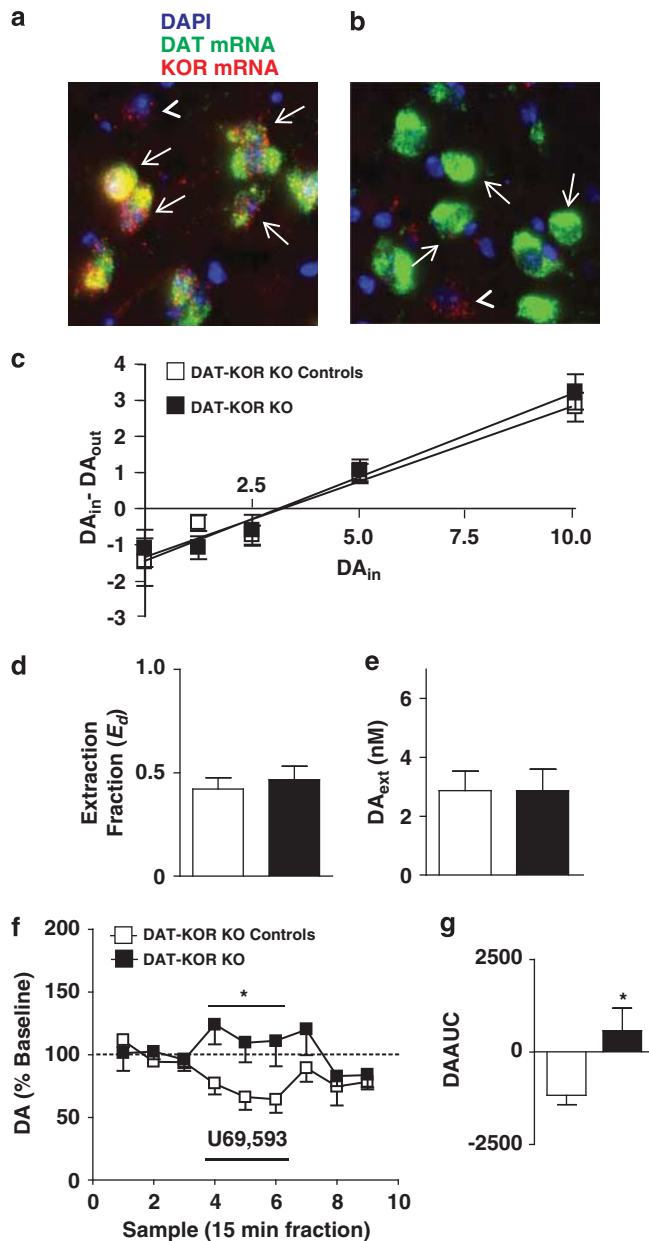 a
DAPI
DAT mRNA
KOR mRNA
b
c
DAT-KOR KO Controls
DAT-KOR KO
4
3
2
1
0
-1
-2
-3
DAin- DAout
2.5
5.0
7.5
10.0
DAin
d
1.0
0.5
0
Extraction
Fraction (Ed)
e
6
4
2
0
DAext (nM)
f
DAT-KOR KO Controls
DAT-KOR KO
200
150
100
50
0
DA (% Baseline)
*
U69,593
0
2
4
6
8
10
Sample (15 min fraction)
g
2500
0
-2500
DAAUC
*